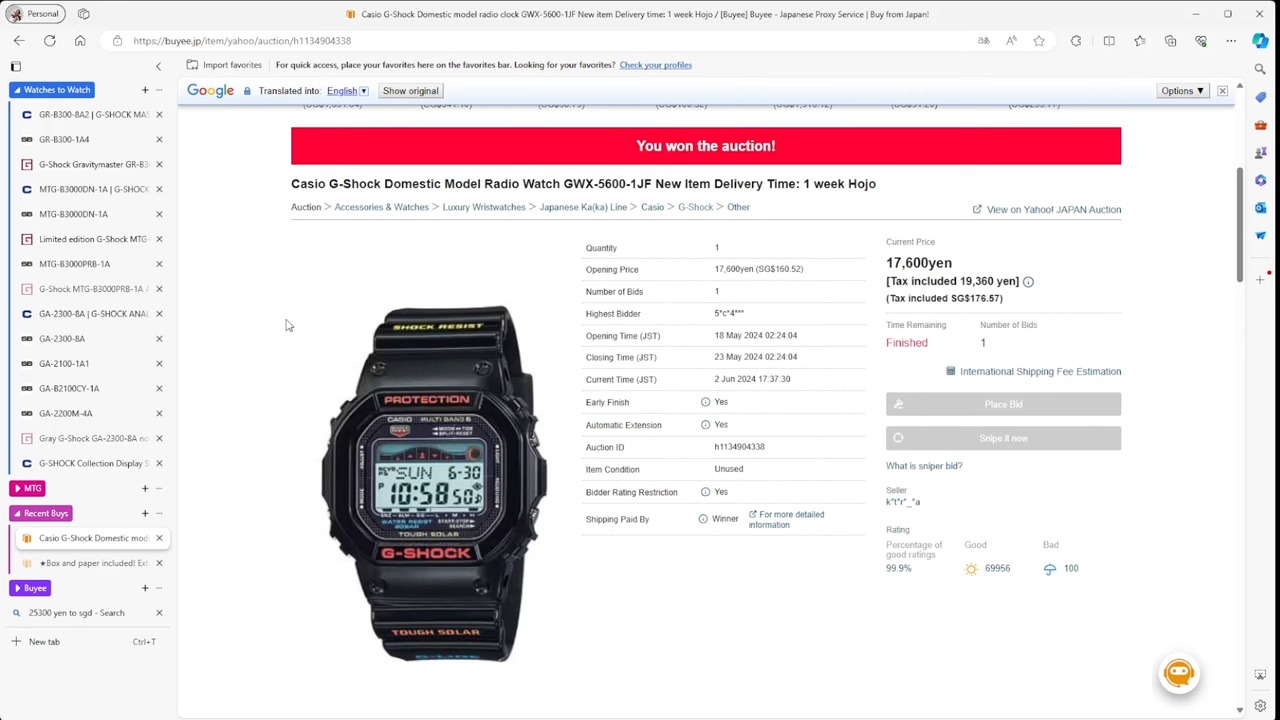 Personal
Casio G-Shock Domestic model radio clock GWX-5600-1JF New item Delivery time: 1 week Hojo / [Buyee] Buyee - Japanese Proxy Service | Buy from Japan!
https://buyee.jp/item/yahoo/auction/h1134904338
Import favorites
For quick access, place your favorites here on the favorites bar. Looking for your favorites? Check your profiles
Watches to Watch
GR-B300-8A2 | G-SHOCK MAS
GR-B300-1A4
G-Shock Gravitymaster GR-B3
MTG-B3000DN-1A | G-SHOCK
MTG-B3000DN-1A
Limited edition G-Shock MTG-
MTG-B3000PRB-1A
G-Shock MTG-B3000PRB-1A
GA-2300-8A | G-SHOCK ANAL
GA-2300-8A
GA-2100-1A1
GA-B2100CY-1A
GA-2200M-4A
Gray G-Shock GA-2300-8A no
G-SHOCK Collection Display S
MTG
Recent Buys
Casio G-Shock Domestic mod
★Box and paper included! Ext
Buyee
25300 yen to sgd - Search
New tab
Ctrl+T
Google
Translated into:
English
Show original
Options ▼
You won the auction!
Casio G-Shock Domestic Model Radio Watch GWX-5600-1JF New Item Delivery Time: 1 week Hojo
Auction > Accessories & Watches > Luxury Wristwatches > Japanese Ka(ka) Line > Casio > G-Shock > Other
View on Yahoo! JAPAN Auction
SHOCK RESIST
PROTECTION
CASIO MULTI BAND 6
SUN 6-30
P 10:58 50
WATER RESIST 20BAR
TOUGH SOLAR
G-SHOCK
TOUGH SOLAR
G-LIDE
Quantity 1
Opening Price 17,600yen (SG$160.52)
Number of Bids 1
Highest Bidder 5*c*4***
Opening Time (JST) 18 May 2024 02:24:04
Closing Time (JST) 23 May 2024 02:24:04
Current Time (JST) 2 Jun 2024 17:37:30
Early Finish Yes
Automatic Extension Yes
Auction ID h1134904338
Item Condition Unused
Bidder Rating Restriction Yes
Shipping Paid By Winner For more detailed
information
Current Price
17,600yen
[Tax included 19,360 yen]
(Tax included SG$176.57)
Time Remaining Number of Bids
Finished 1
International Shipping Fee Estimation
Place Bid
Snipe it now
What is sniper bid?
Seller
k*t*r*_*a
Rating
Percentage of
good ratings
99.9%
Good
69956
Bad
100